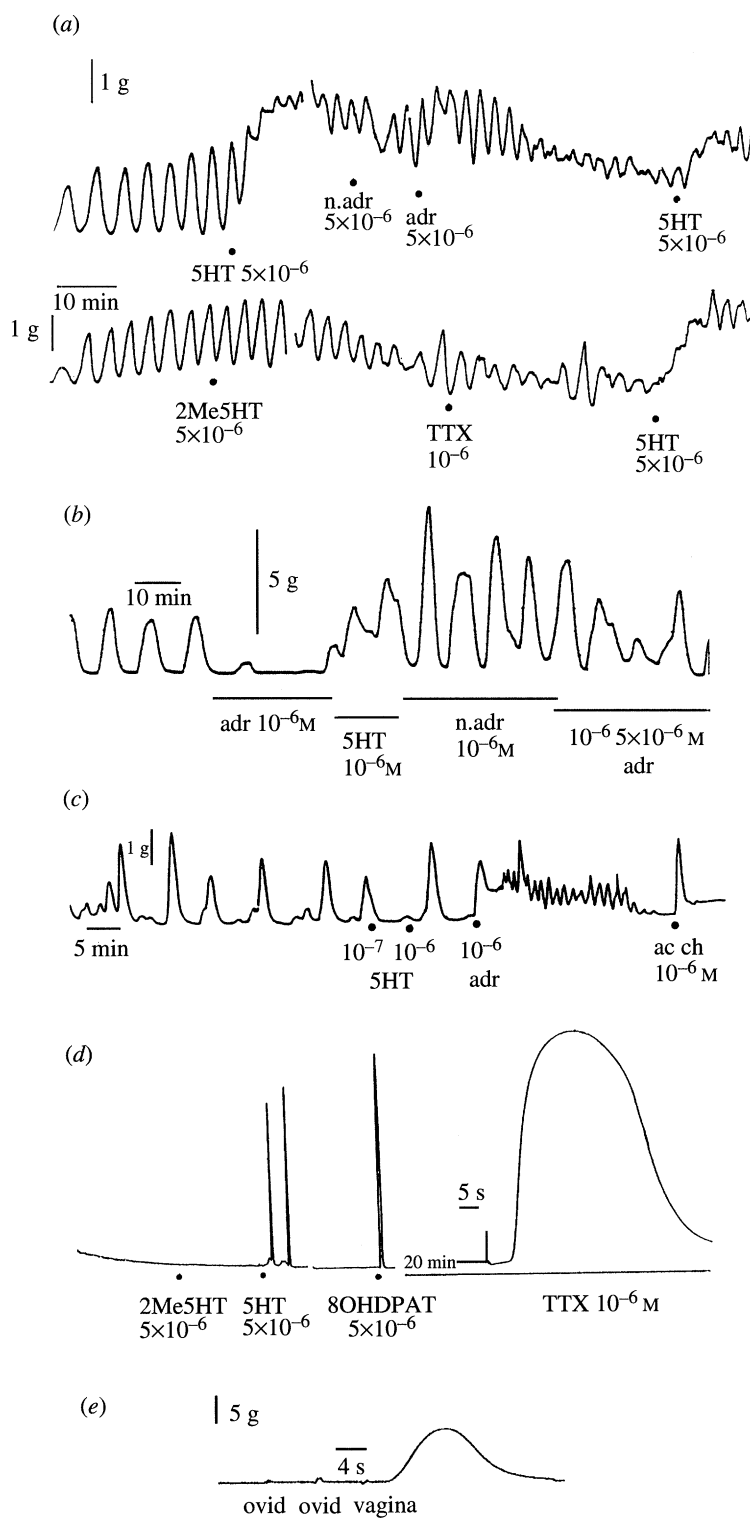 (a)
1 g
n.adr
5×10⁻⁶
adr
5×10⁻⁶
5HT
5×10⁻⁶
5HT 5×10⁻⁶
10 min
1 g
2Me5HT
5×10⁻⁶
TTX
10⁻⁶
5HT
5×10⁻⁶
(b)
5 g
10 min
adr 10⁻⁶M
5HT
10⁻⁶M
n.adr
10⁻⁶M
10⁻⁶ 5×10⁻⁶ M
adr
(c)
1 g
5 min
10⁻⁷ 10⁻⁶
5HT
10⁻⁶
adr
ac ch
10⁻⁶ M
(d)
5 s
20 min
2Me5HT
5×10⁻⁶
5HT
5×10⁻⁶
8OHDPAT
5×10⁻⁶
TTX 10⁻⁶ M
(e)
5 g
4 s
ovid ovid vagina